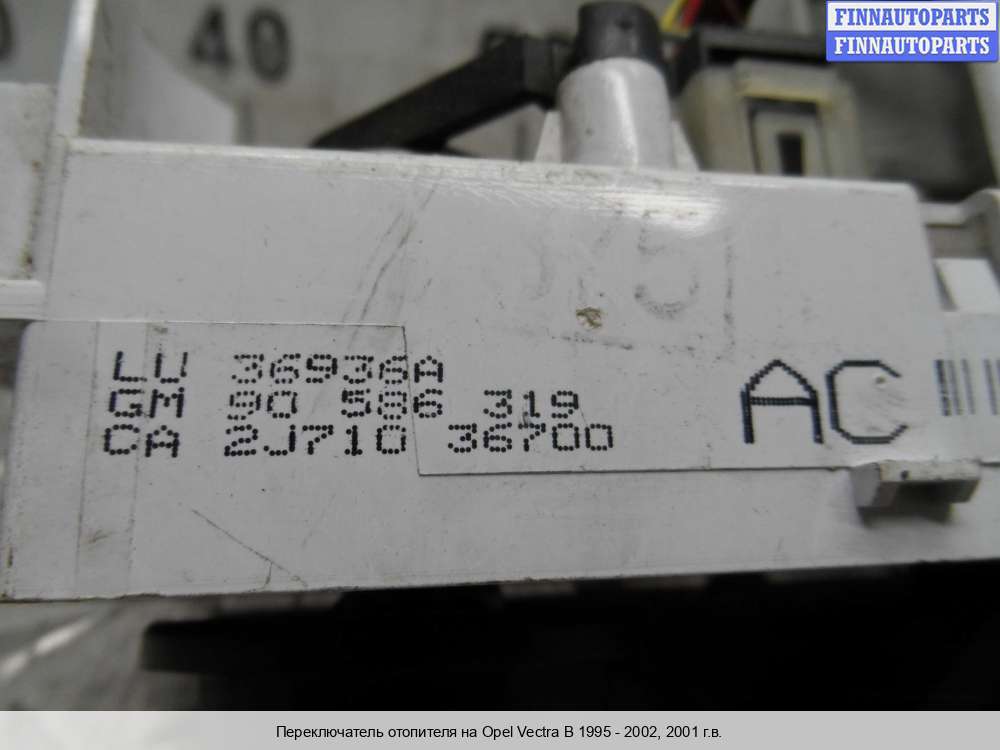 FINNAUTOPARTS
FINNAUTOPARTS
40
LU 36936A
GM 90 586 319
CA 2J710 36700
AC
Переключатель отопителя на Opel Vectra B 1995 - 2002, 2001 г.в.